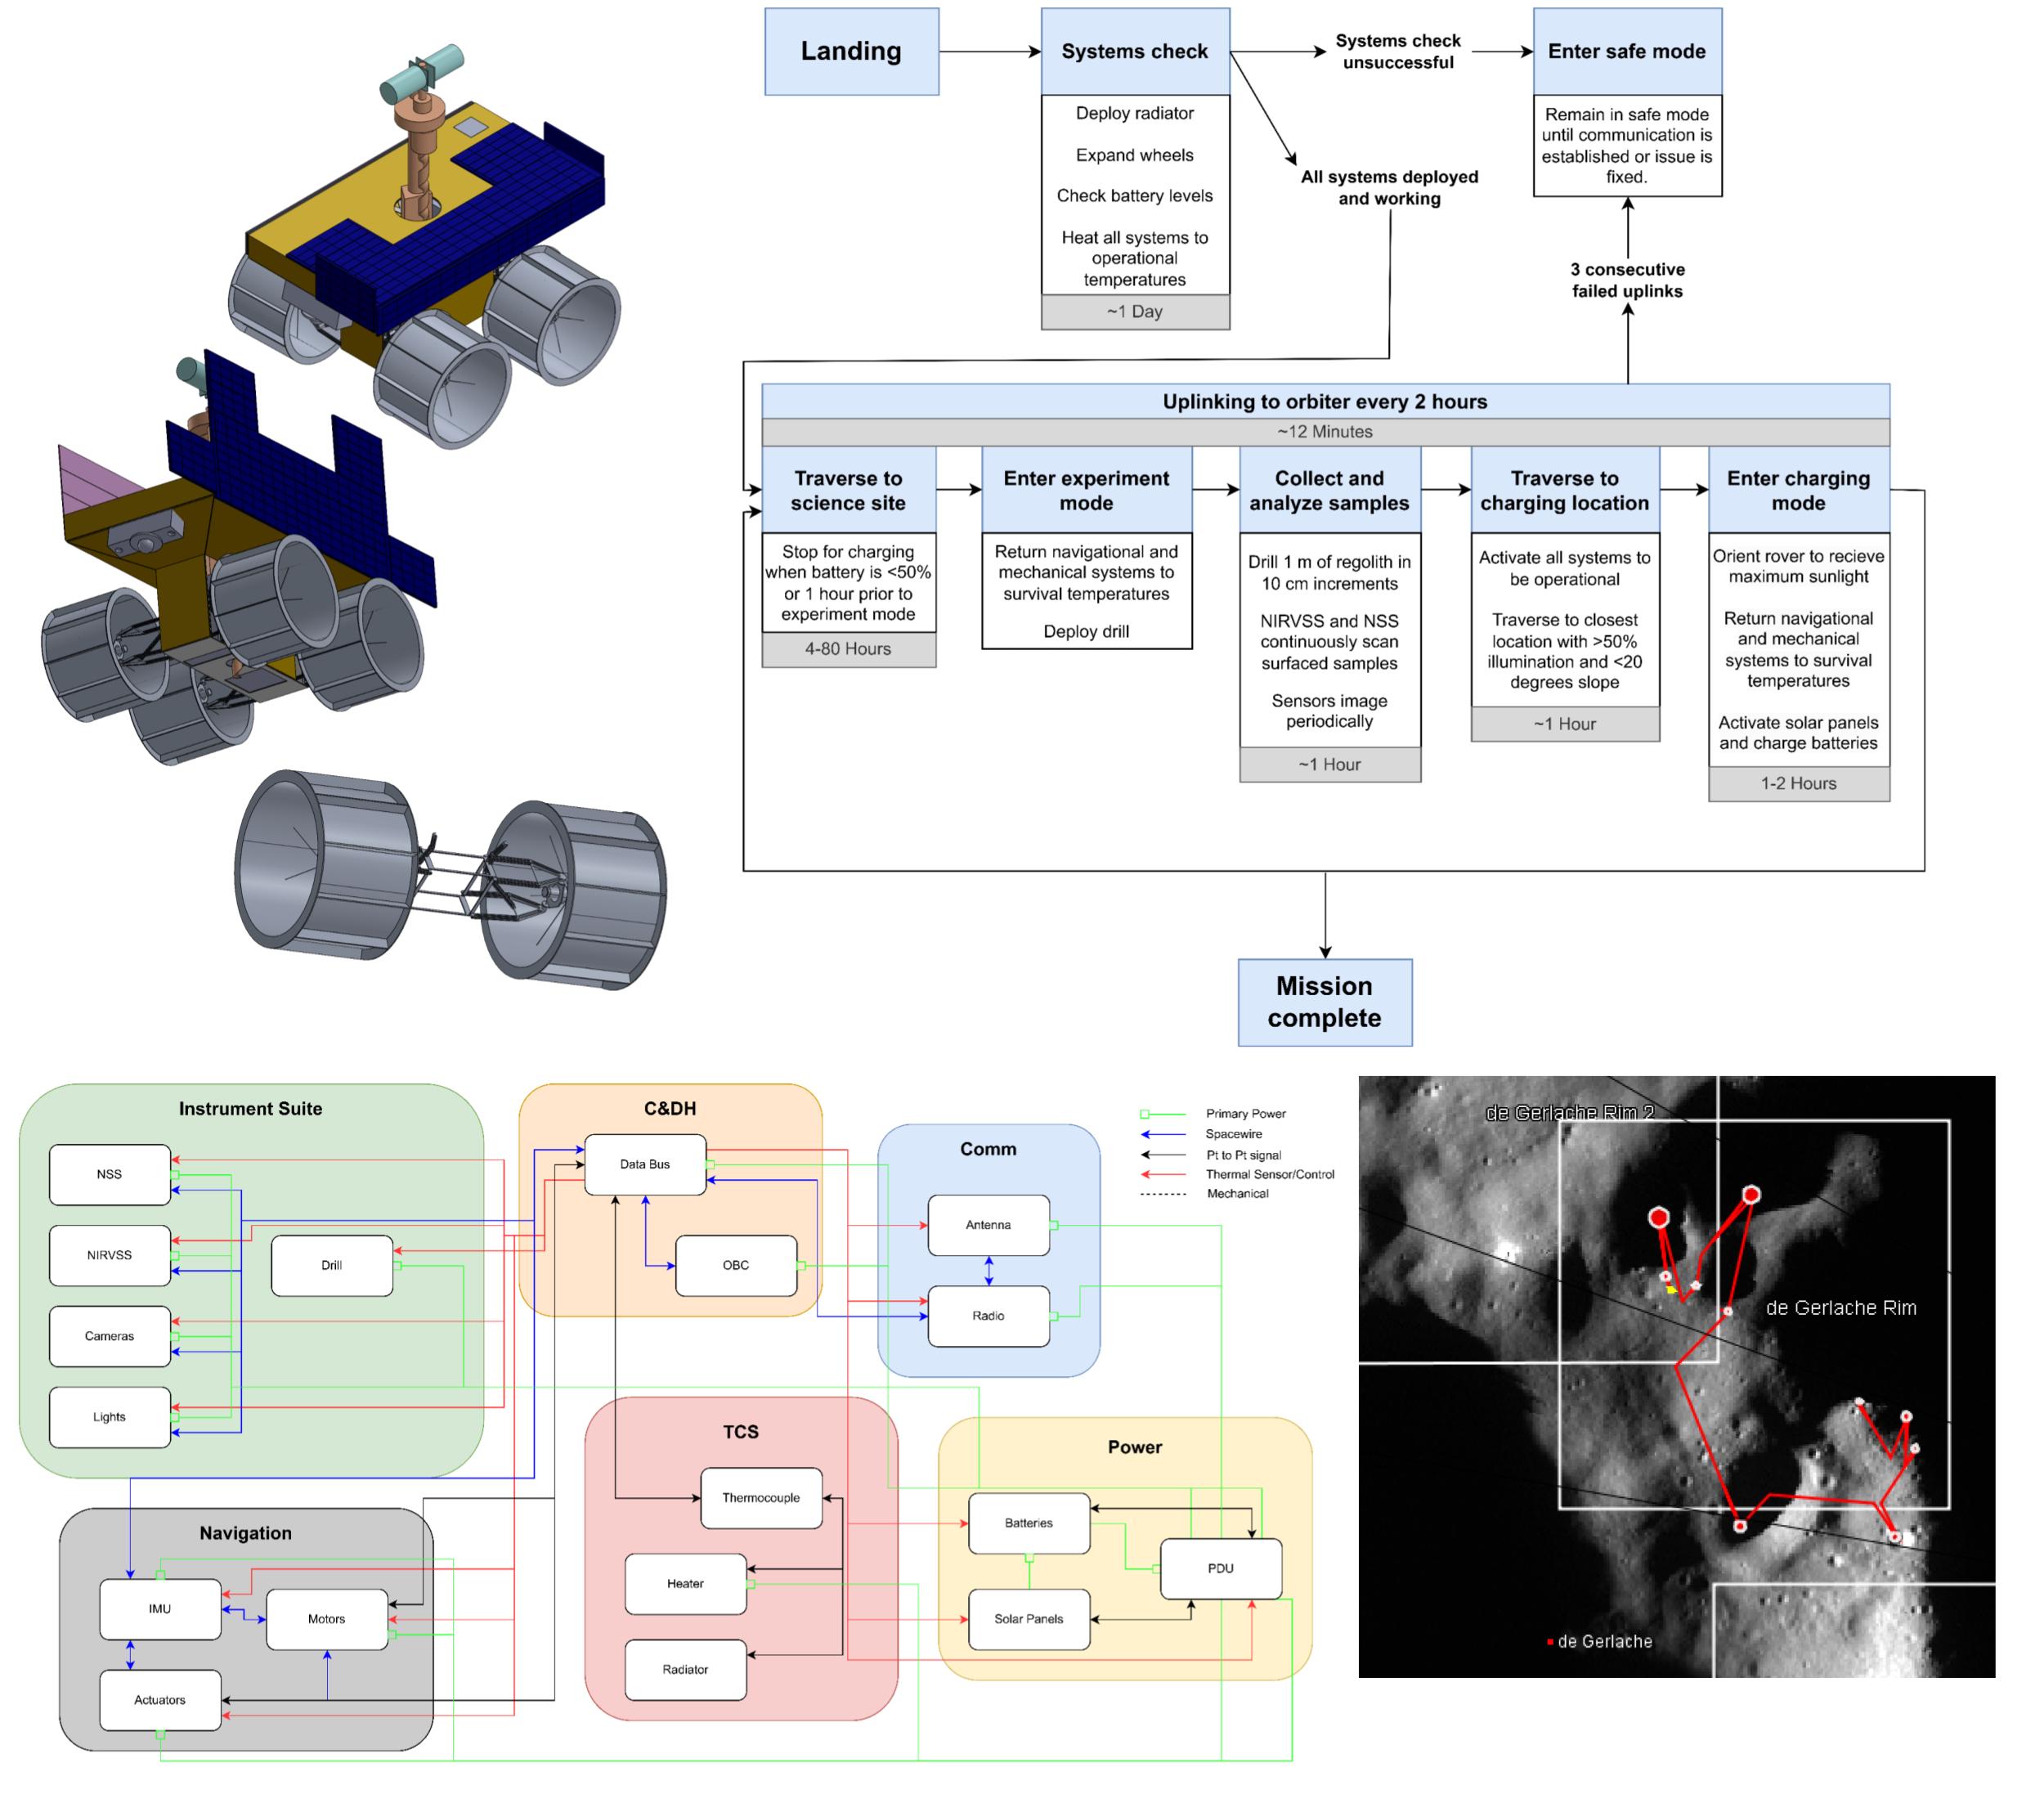 Landing
Systems check
Deploy radiator
Expand wheels
Check battery levels
Heat all systems to
operational
temperatures
~1 Day
Systems check
unsuccessful
Enter safe mode
Remain in safe mode
until communication is
established or issue is
fixed.
All systems deployed
and working
3 consecutive
failed uplinks
Uplinking to orbiter every 2 hours
~12 Minutes
Traverse to
science site
Stop for charging
when battery is <50%
or 1 hour prior to
experiment mode
4-80 Hours
Enter experiment
mode
Return navigational and
mechanical systems to
survival temperatures
Deploy drill
Collect and
analyze samples
Drill 1 m of regolith in
10 cm increments
NIRVSS and NSS
continuously scan
surfaced samples
Sensors image
periodically
~1 Hour
Traverse to
charging location
Activate all systems to
be operational
Traverse to closest
location with >50%
illumination and <20
degrees slope
~1 Hour
Enter charging
mode
Orient rover to recieve
maximum sunlight
Return navigational
and mechanical
systems to survival
temperatures
Activate solar panels
and charge batteries
1-2 Hours
Mission
complete
Instrument Suite
NSS
NIRVSS
Drill
Cameras
Lights
C&DH
Data Bus
OBC
Comm
Antenna
Radio
Primary Power
Spacewire
Pt to Pt signal
Thermal Sensor/Control
Mechanical
Navigation
IMU
Motors
Actuators
TCS
Thermocouple
Heater
Radiator
Power
Batteries
PDU
Solar Panels
de Gerlache Rim 2
de Gerlache Rim
de Gerlache